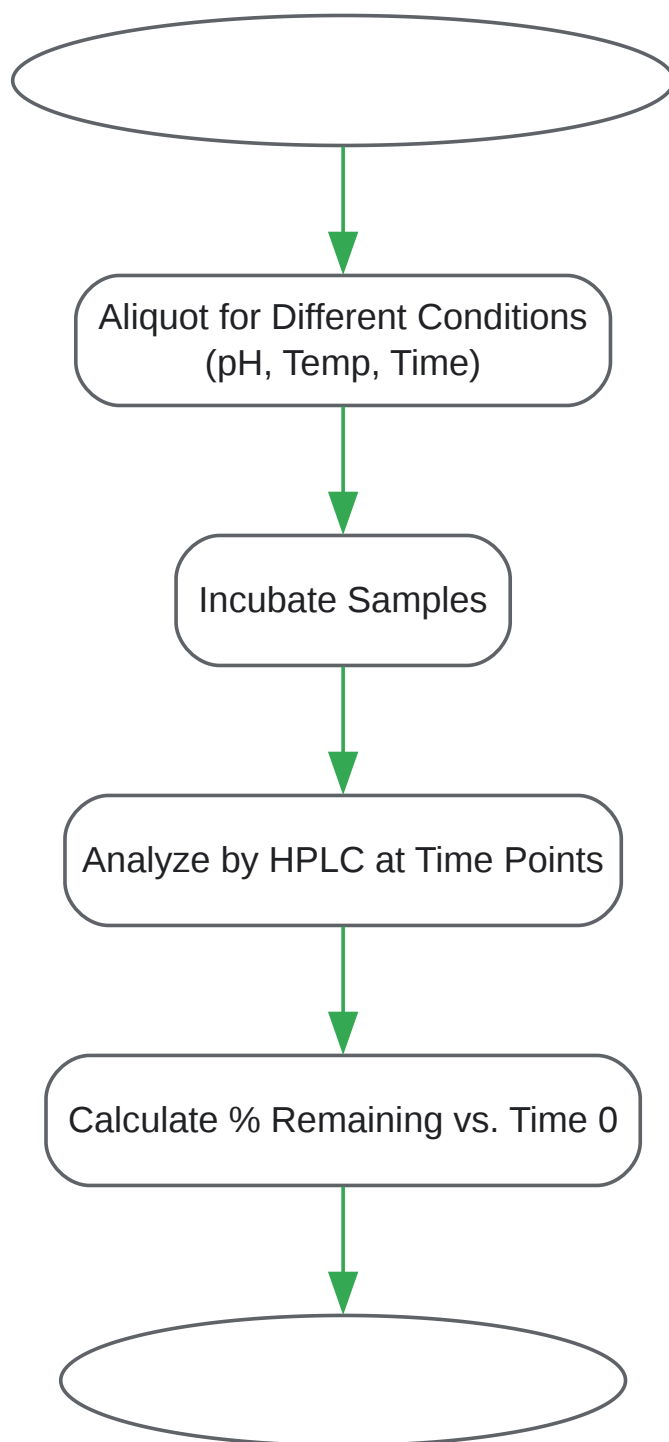 Aliquot for Different Conditions
(pH, Temp, Time)
Incubate Samples
Analyze by HPLC at Time Points
Calculate % Remaining vs. Time 0